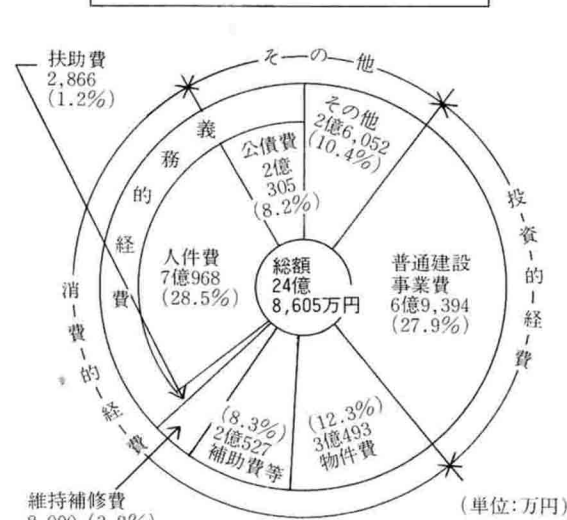 そーの他
扶助費
2,866
(1.2%)
義務的経費
公債費
2億
305
(8.2%)
その他
2億6,052
(10.4%)
投-資-的-経-費
人件費
7億968
(28.5%)
総額
24億
8,605万円
普通建設
事業費
6億9,394
(27.9%)
消-費-的-経-費
(8.3%)
2億527
補助費等
(12.3%)
3億493
物件費
維持補修費
(単位:万円)